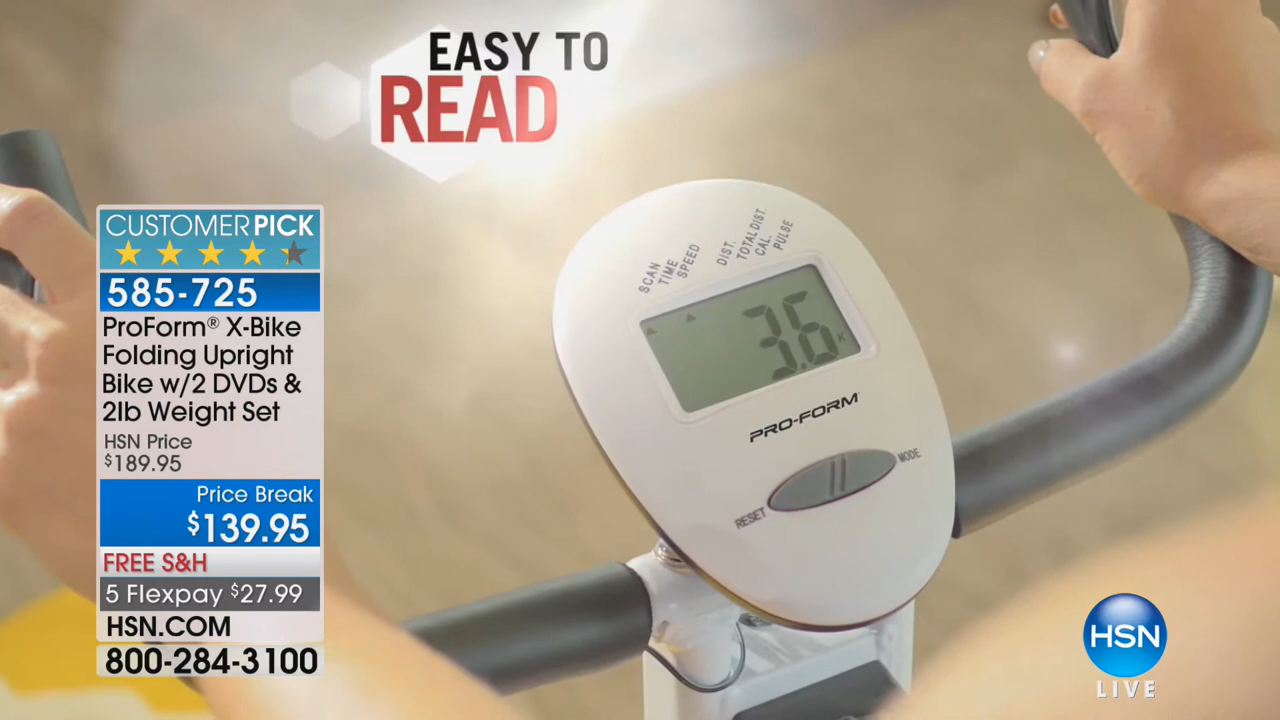 EASY TO
READ
CUSTOMER PICK
585-725
ProForm® X-Bike
Folding Upright
Bike w/2 DVDs &
2lb Weight Set
HSN Price
$189.95
Price Break
$139.95
FREE S&H
5 Flexpay $27.99
HSN.COM
800-284-3100
SCAN
TIME
SPEED
DIST.
TOTAL DIST.
CAL.
PULSE
3.6
K
PRO-FORM
RESET
MODE
HSN
LIVE